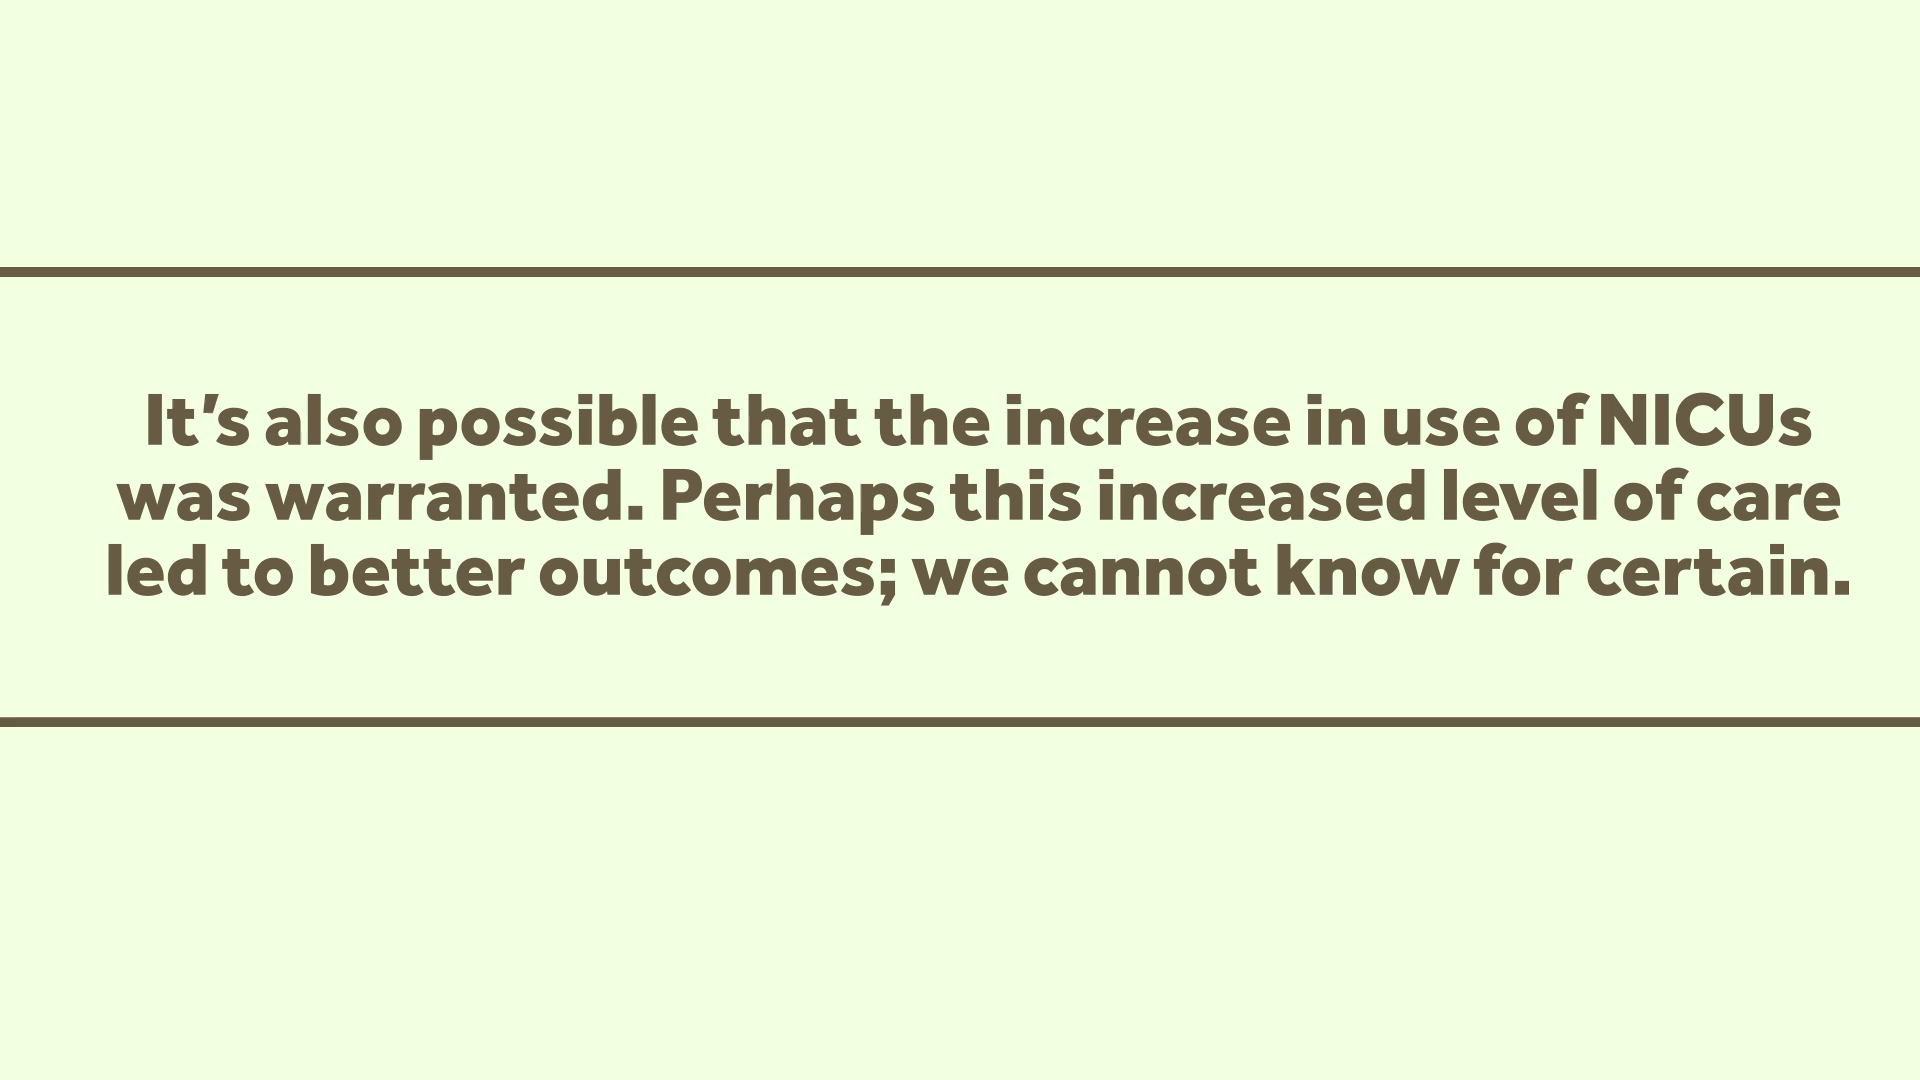 It’s also possible that the increase in use of NICUs
was warranted. Perhaps this increased level of care
led to better outcomes; we cannot know for certain.